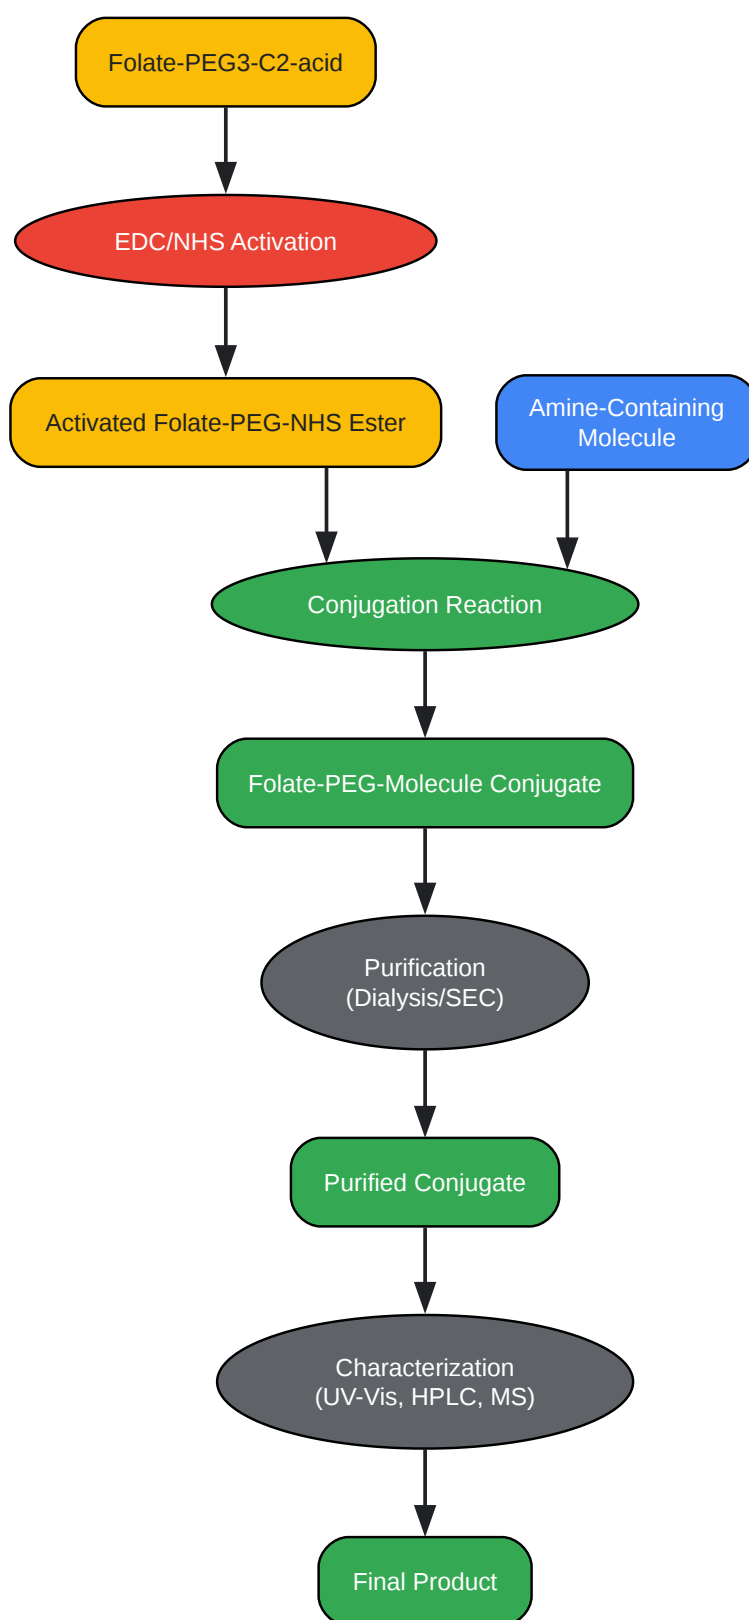 Folate-PEG3-C2-acid
EDC/NHS Activation
Activated Folate-PEG-NHS Ester
Amine-Containing
Molecule
Conjugation Reaction
Folate-PEG-Molecule Conjugate
Purification
(Dialysis/SEC)
Purified Conjugate
Characterization
(UV-Vis, HPLC, MS)
Final Product